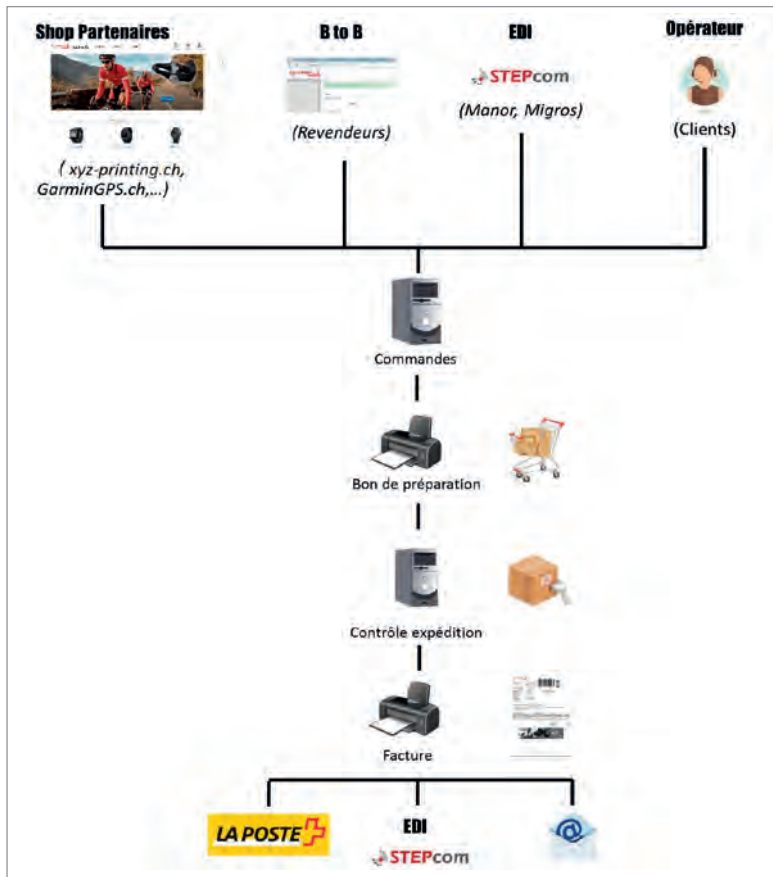 Shop Partenaires
B to B
EDI
Opérateur
STEPcom
(Revendeurs)
(Manor, Migros)
(Clients)
( xyz-printing.ch,
GarminGPS.ch,...)
Commandes
Bon de préparation
Contrôle expédition
Facture
LA POSTE
EDI
STEPcom
@